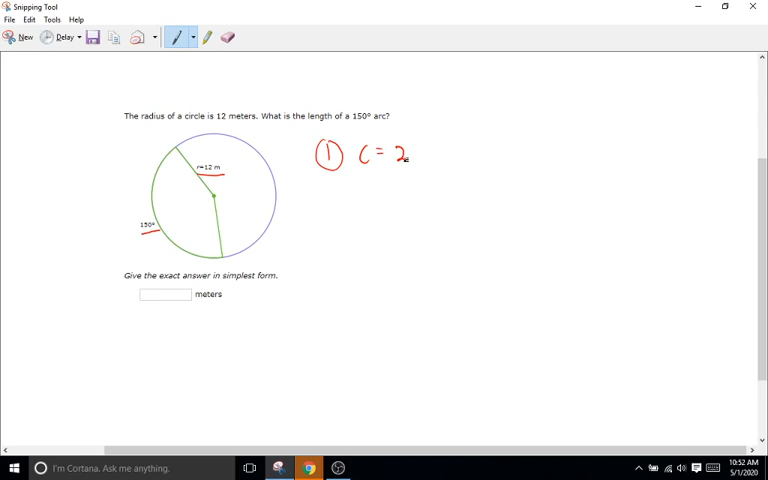 Snipping Tool
File Edit Tools Help
New Delay
The radius of a circle is 12 meters. What is the length of a 150° arc?
① C = 2
r=12 m
150°
Give the exact answer in simplest form.
meters
I'm Cortana. Ask me anything.
10:52 AM
5/1/2020